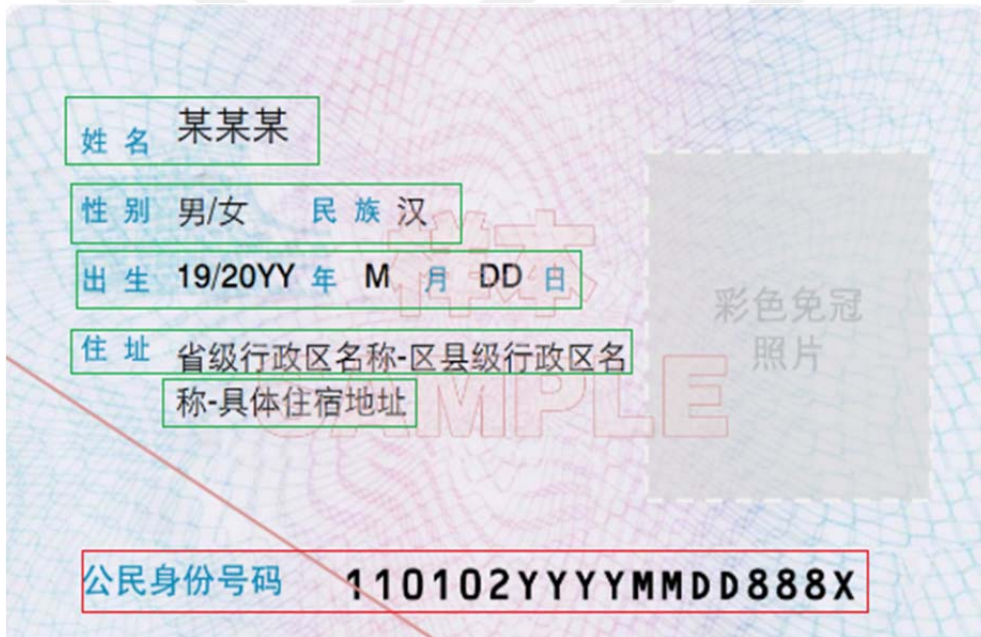 姓名 某某某
性别 男/女 民族 汉
出生 19/20YY 年 M 月 DD 日
住址 省级行政区名称-区县级行政区名
称-具体住宿地址
彩色免冠
照片
样本
SAMPLE
公民身份号码 110102YYYYMMDD888X